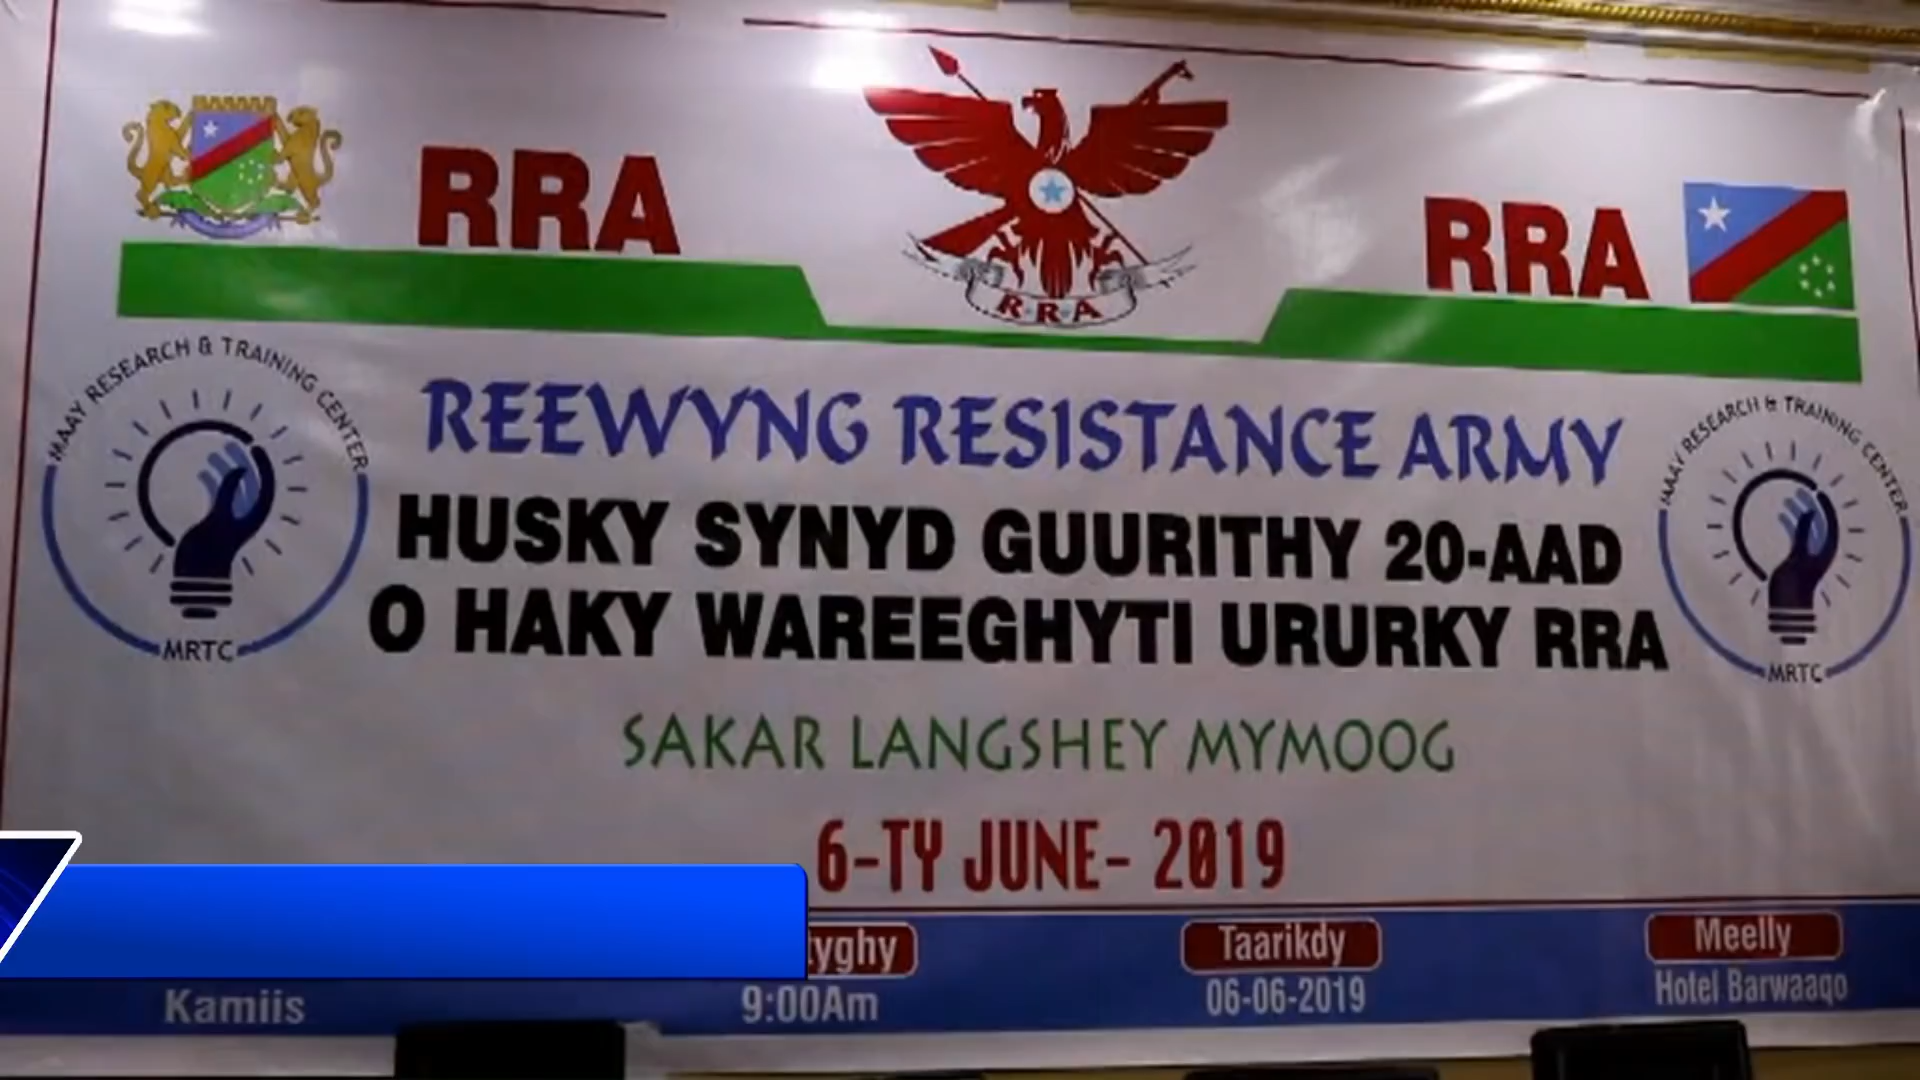 RRA
R.R.A
RRA
MAAY RESEARCH & TRAINING CENTER
MRTC
MAAY RESEARCH & TRAINING CENTER
MRTC
REEWYNG RESISTANCE ARMY
HUSKY SYNYD GUURITHY 20-AAD
O HAKY WAREEGHYTI URURKY RRA
SAKAR LANGSHEY MYMOOG
6-TY JUNE- 2019
Kamiis
9:00Am
Taarikdy
06-06-2019
Meelly
Hotel Barwaaqo